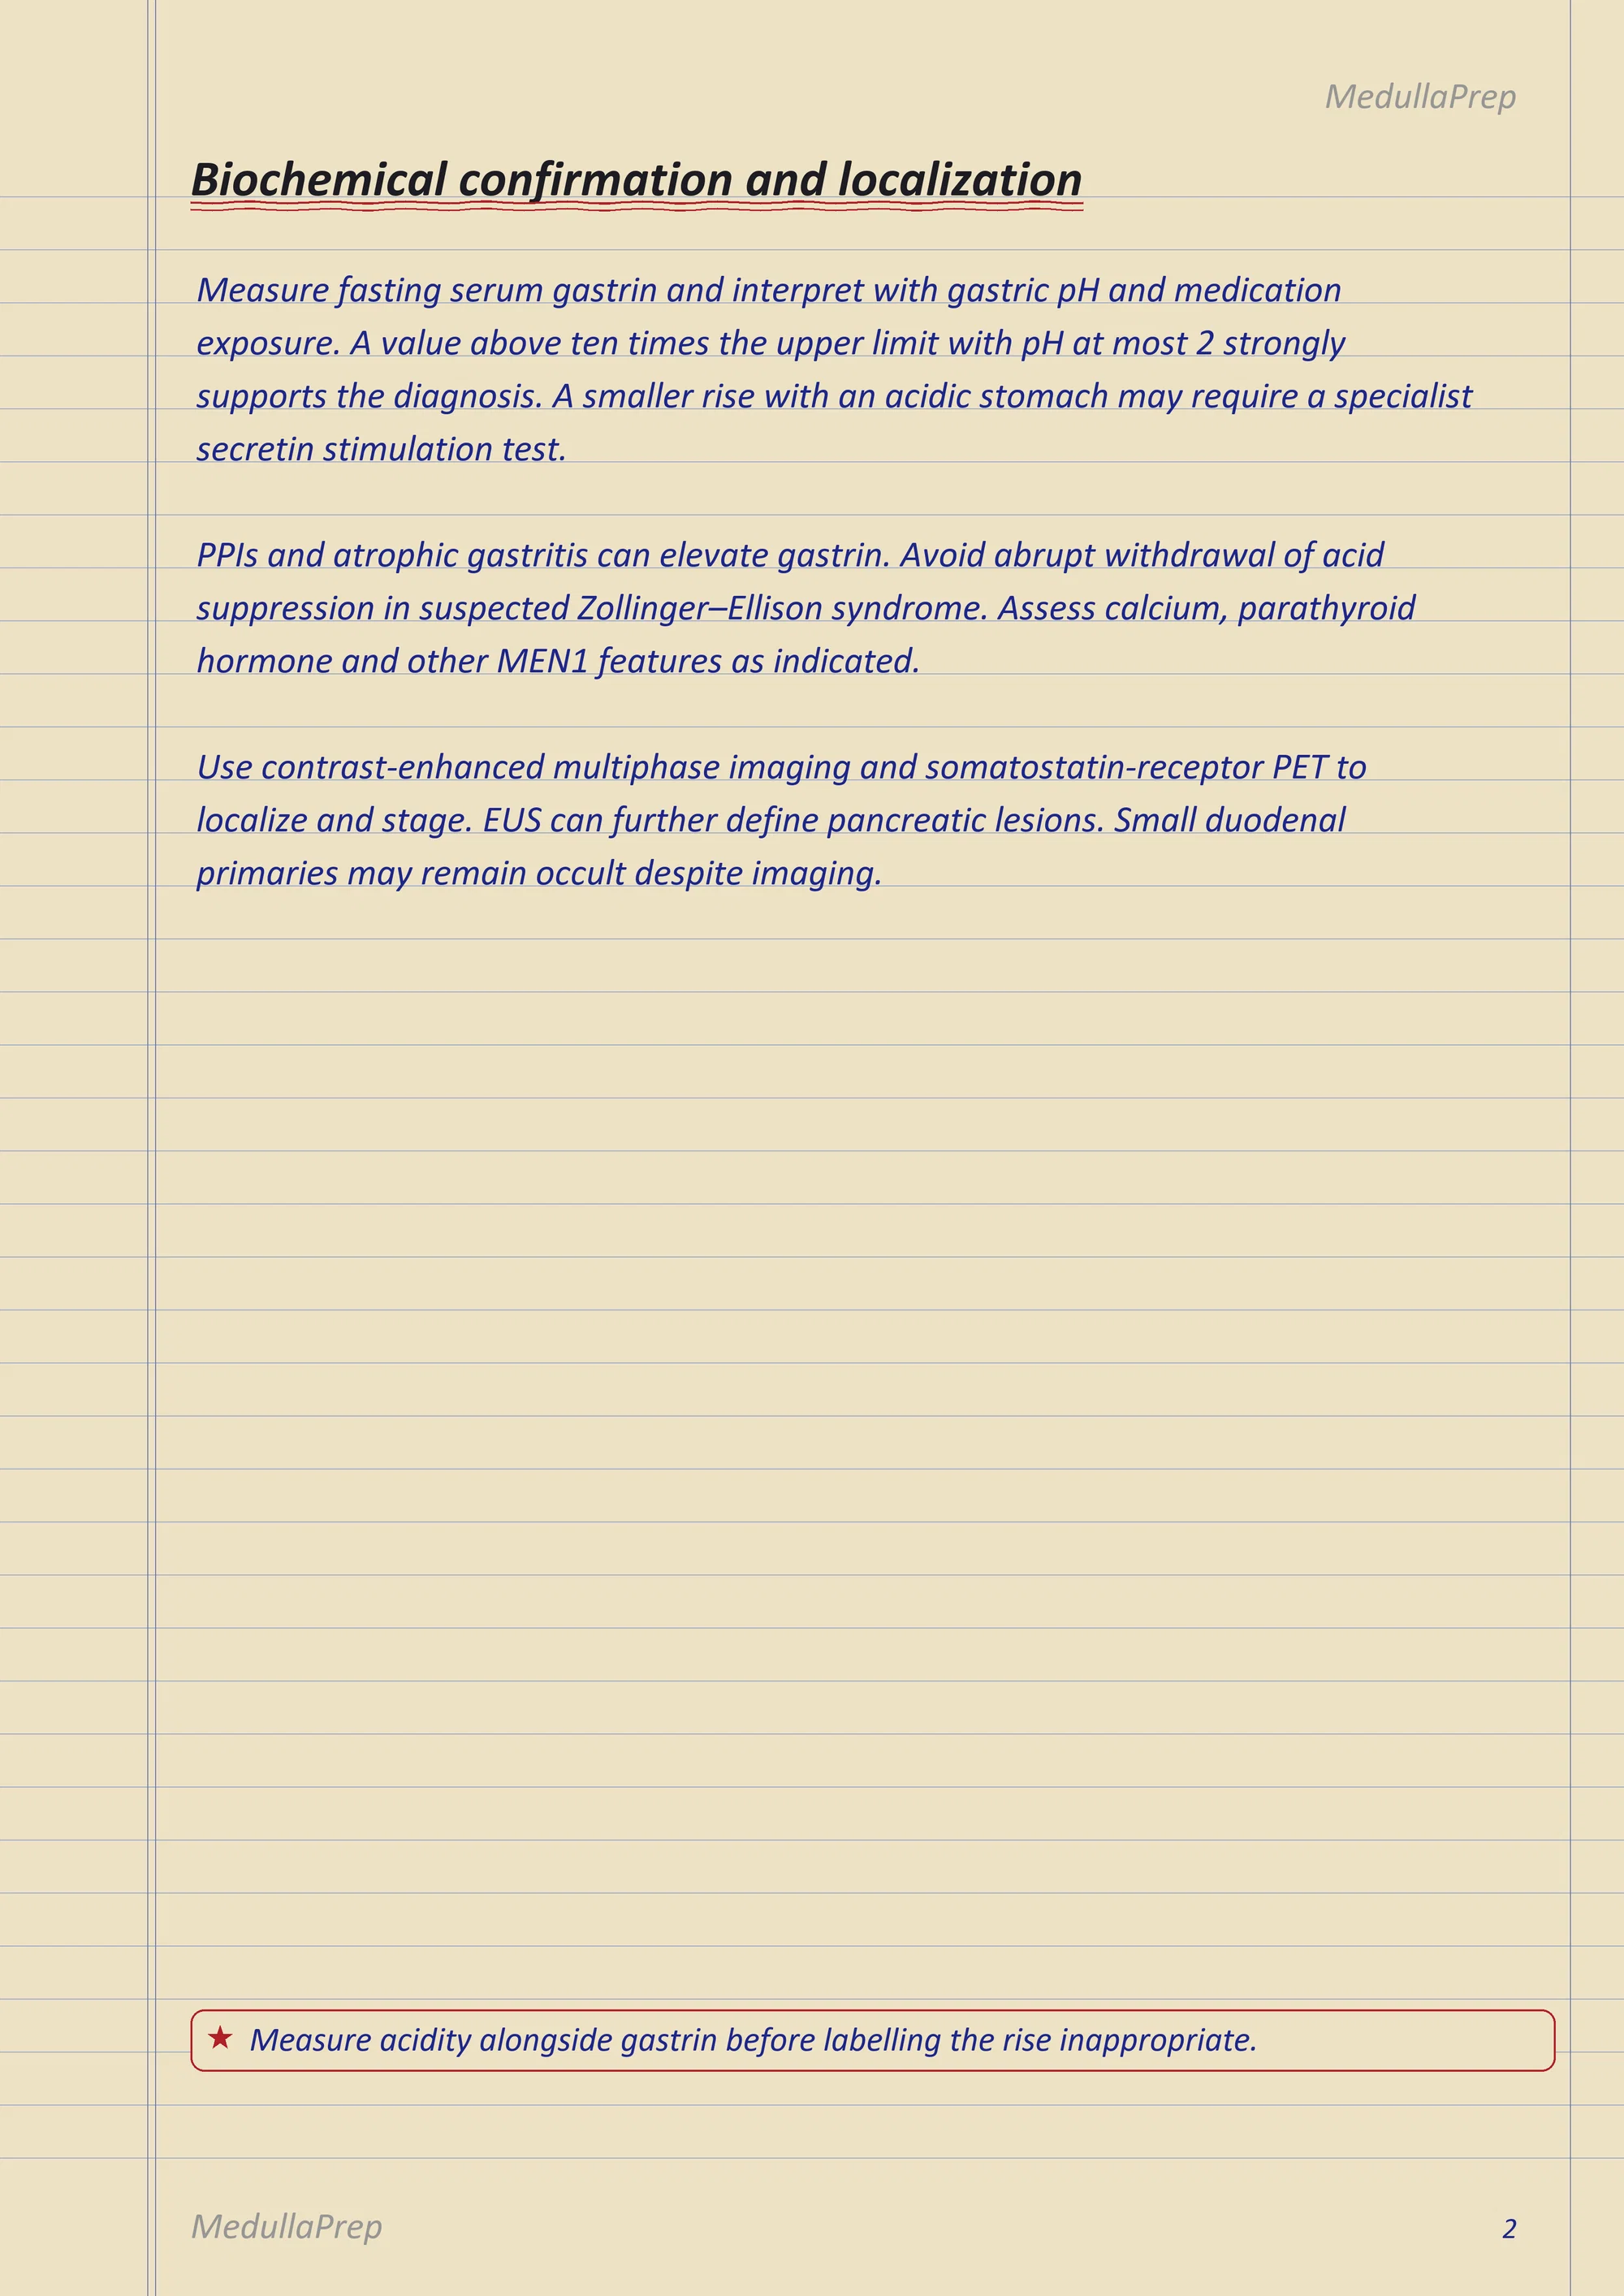 MedullaPrep
Biochemical confirmation and localization
Measure fasting serum gastrin and interpret with gastric pH and medication
exposure. A value above ten times the upper limit with pH at most 2 strongly
supports the diagnosis. A smaller rise with an acidic stomach may require a specialist
secretin stimulation test.
PPIs and atrophic gastritis can elevate gastrin. Avoid abrupt withdrawal of acid
suppression in suspected Zollinger–Ellison syndrome. Assess calcium, parathyroid
hormone and other MEN1 features as indicated.
Use contrast-enhanced multiphase imaging and somatostatin-receptor PET to
localize and stage. EUS can further define pancreatic lesions. Small duodenal
primaries may remain occult despite imaging.
★ Measure acidity alongside gastrin before labelling the rise inappropriate.
MedullaPrep
2